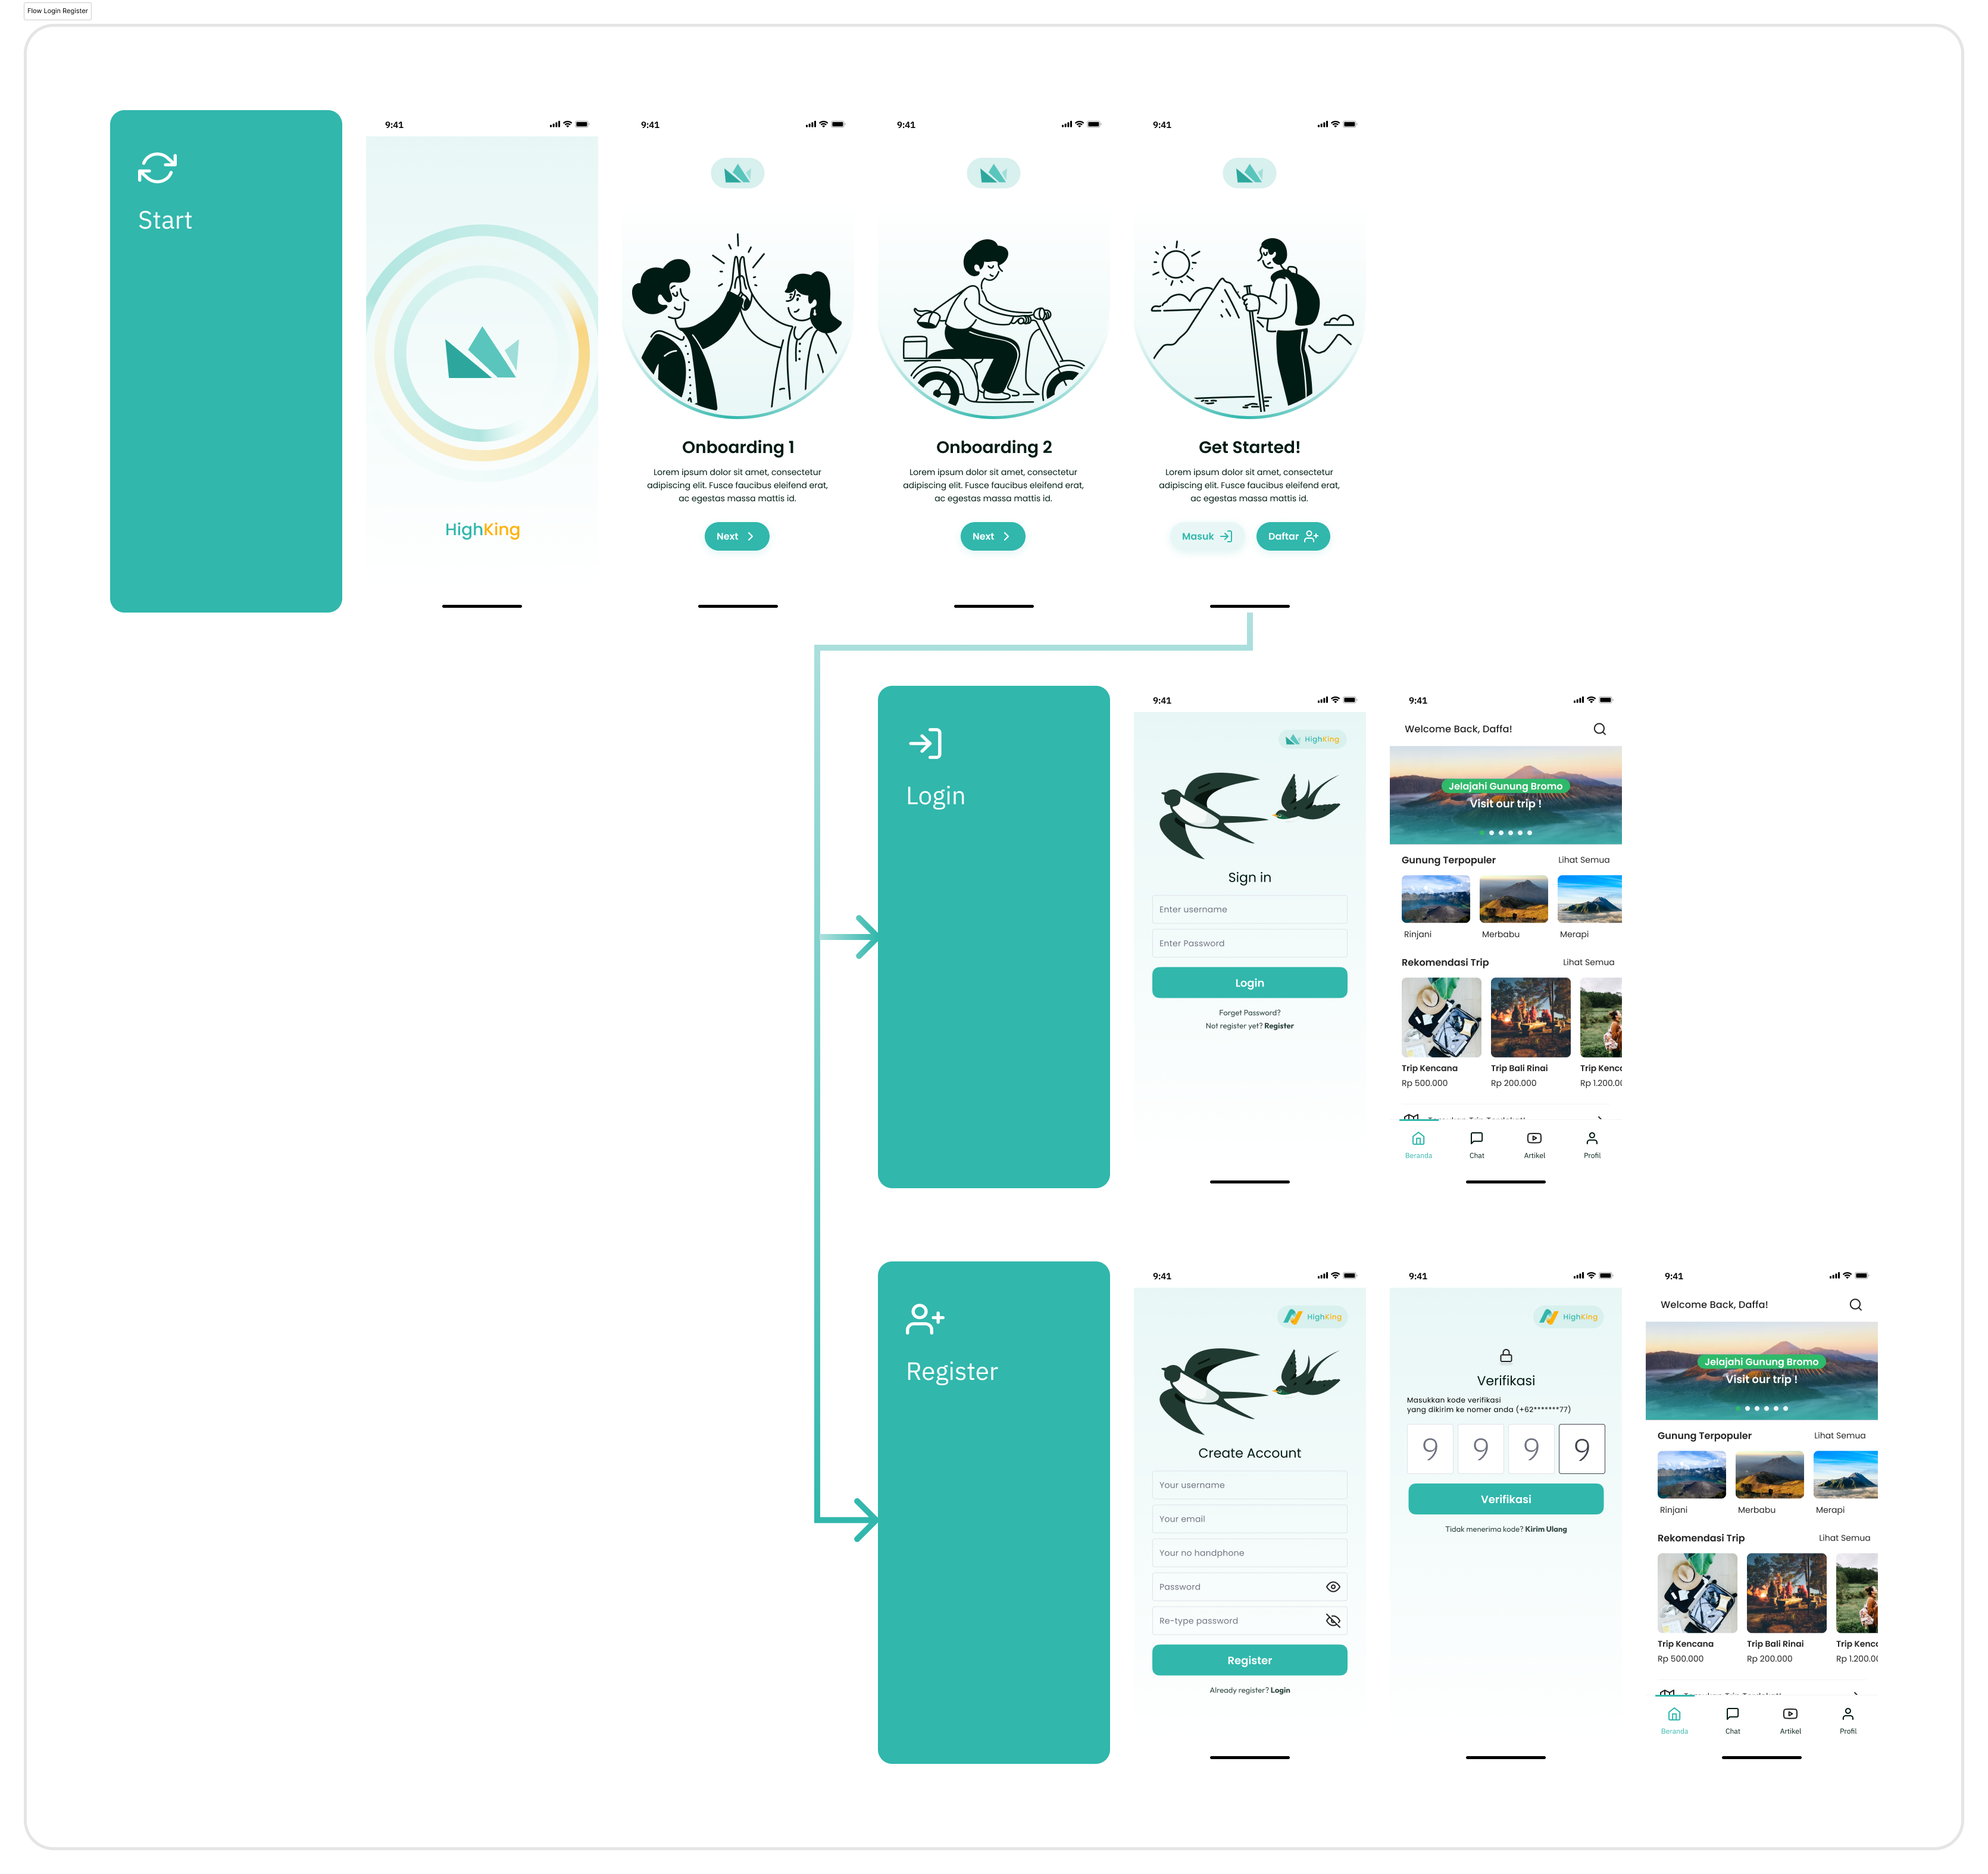 Flow Login Register
Start
9:41
HighKing
9:41
Onboarding 1
Lorem ipsum dolor sit amet, consectetur
adipiscing elit. Fusce faucibus eleifend erat,
ac egestas massa mattis id.
Next
9:41
Onboarding 2
Lorem ipsum dolor sit amet, consectetur
adipiscing elit. Fusce faucibus eleifend erat,
ac egestas massa mattis id.
Next
9:41
Get Started!
Lorem ipsum dolor sit amet, consectetur
adipiscing elit. Fusce faucibus eleifend erat,
ac egestas massa mattis id.
Masuk Daftar
Login
9:41
HighKing
Sign in
Enter username
Enter Password
Login
Forget Password?
Not register yet? Register
9:41
Welcome Back, Daffa!
Jelajahi Gunung Bromo
Visit our trip !
Gunung Terpopuler Lihat Semua
Rinjani Merbabu Merapi
Rekomendasi Trip Lihat Semua
Trip Kencana Trip Bali Rinai Trip Kenc
Rp 500.000 Rp 200.000 Rp 1.200.0
Beranda Chat Artikel Profil
Register
9:41
HighKing
Create Account
Your username
Your email
Your no handphone
Password
Re-type password
Register
Already register? Login
9:41
HighKing
Verifikasi
Masukkan kode verifikasi
yang dikirim ke nomer anda (+62*******77)
9 9 9 9
Verifikasi
Tidak menerima kode? Kirim Ulang
9:41
Welcome Back, Daffa!
Jelajahi Gunung Bromo
Visit our trip !
Gunung Terpopuler Lihat Semua
Rinjani Merbabu Merapi
Rekomendasi Trip Lihat Semua
Trip Kencana Trip Bali Rinai Trip Kenc
Rp 500.000 Rp 200.000 Rp 1.200.0
Beranda Chat Artikel Profil